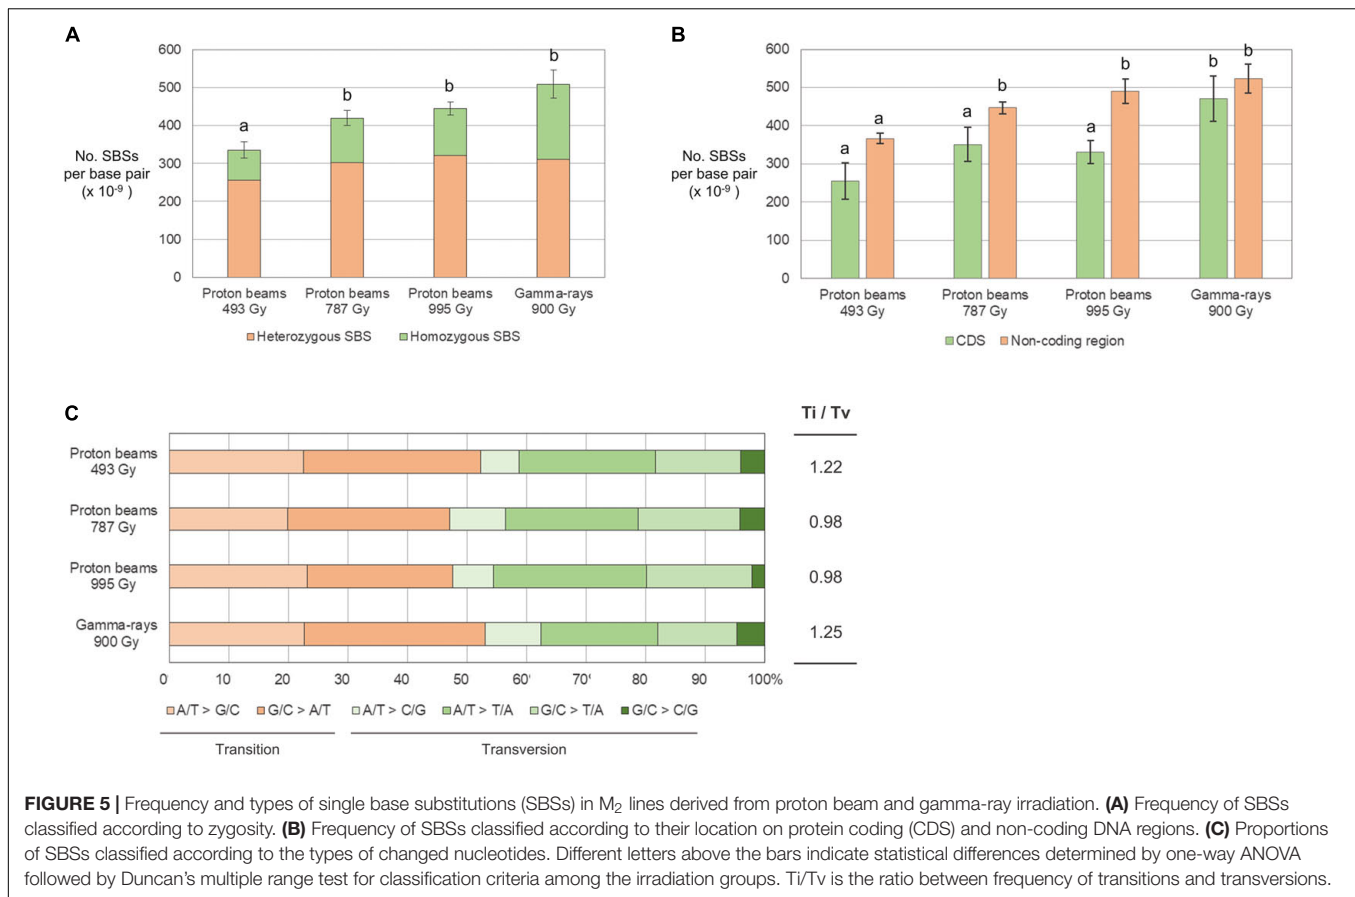 A
600
500
400
300
200
100
0
No. SBSs
per base pair
(x 10⁻⁹ )
a
b
b
b
Proton beams
493 Gy
Proton beams
787 Gy
Proton beams
995 Gy
Gamma-rays
900 Gy
Heterozygous SBS
Homozygous SBS
B
600
500
400
300
200
100
0
No. SBSs
per base pair
(x 10⁻⁹ )
a
a
a
b
a
b
b
b
Proton beams
493 Gy
Proton beams
787 Gy
Proton beams
995 Gy
Gamma-rays
900 Gy
CDS
Non-coding region
C
Ti / Tv
Proton beams
493 Gy
1.22
Proton beams
787 Gy
0.98
Proton beams
995 Gy
0.98
Gamma-rays
900 Gy
1.25
0 10 20 30 40 50 60 70 80 90 100%
A/T > G/C G/C > A/T A/T > C/G A/T > T/A G/C > T/A G/C > C/G
Transition Transversion
FIGURE 5 | Frequency and types of single base substitutions (SBSs) in M₂ lines derived from proton beam and gamma-ray irradiation. (A) Frequency of SBSs
classified according to zygosity. (B) Frequency of SBSs classified according to their location on protein coding (CDS) and non-coding DNA regions. (C) Proportions
of SBSs classified according to the types of changed nucleotides. Different letters above the bars indicate statistical differences determined by one-way ANOVA
followed by Duncan's multiple range test for classification criteria among the irradiation groups. Ti/Tv is the ratio between frequency of transitions and transversions.